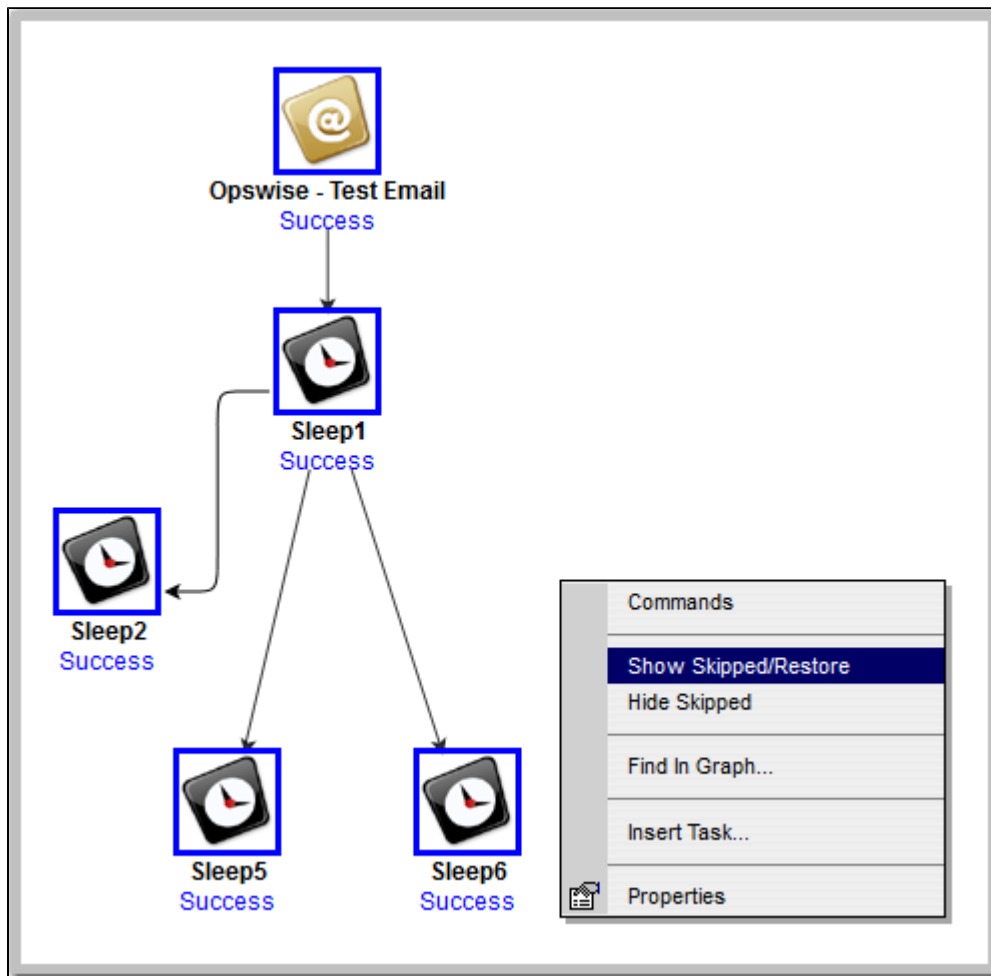 Opswise - Test Email
Success
Sleep1
Success
Sleep2
Success
Sleep5
Success
Sleep6
Success
Commands
Show Skipped/Restore
Hide Skipped
Find In Graph...
Insert Task...
Properties